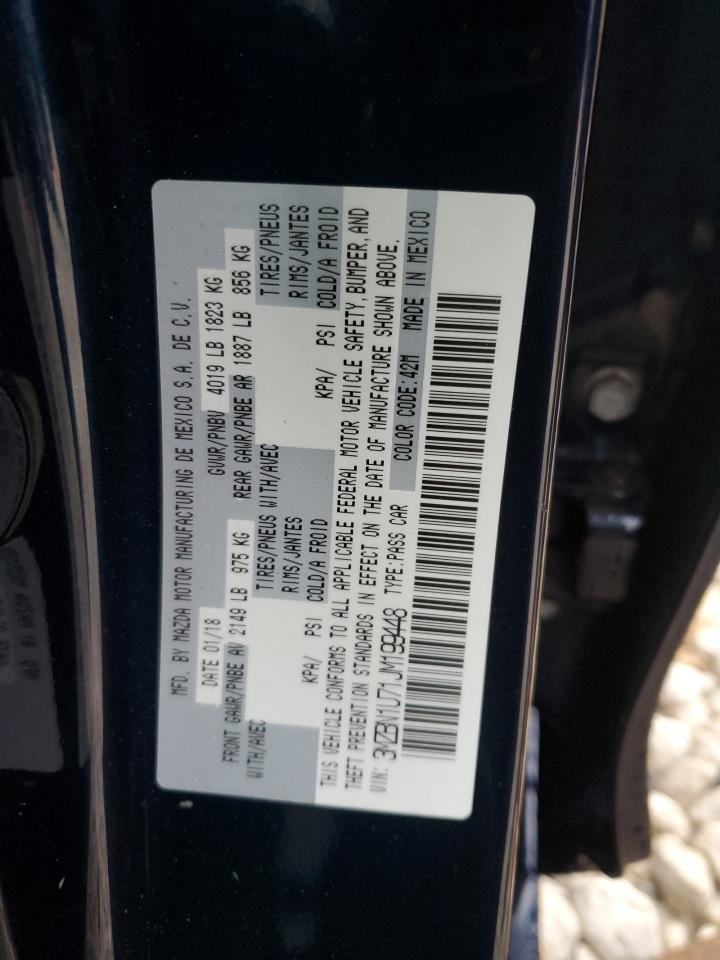 MFD. BY MAZDA MOTOR MANUFACTURING DE MEXICO S.A. DE C.V.
DATE 01/18 GVWR/PNBV 4019 LB 1823 KG
FRONT GAWR/PNBE AV 2149 LB 975 KG REAR GAWR/PNBE AR 1887 LB 856 KG
WITH/AVEC TIRES/PNEUS WITH/AVEC TIRES/PNEUS
RIMS/JANTES RIMS/JANTES
KPA/ PSI COLD/A FROID KPA/ PSI COLD/A FROID
THIS VEHICLE CONFORMS TO ALL APPLICABLE FEDERAL MOTOR VEHICLE SAFETY, BUMPER, AND
THEFT PREVENTION STANDARDS IN EFFECT ON THE DATE OF MANUFACTURE SHOWN ABOVE.
VIN: 3MZBN1U71JM199448 TYPE:PASS CAR COLOR CODE:42M MADE IN MEXICO